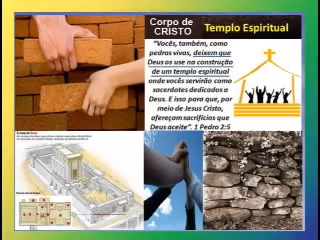 Corpo de
CRISTO
Templo Espiritual
“Vocês, também, como
pedras vivas, deixem que
Deus os use na construção
de um templo espiritual
onde vocês servirão como
sacerdotes dedicados a
Deus. E isso para que, por
meio de Jesus Cristo,
ofereçam sacrifícios que
Deus aceite”. 1 Pedro 2:5